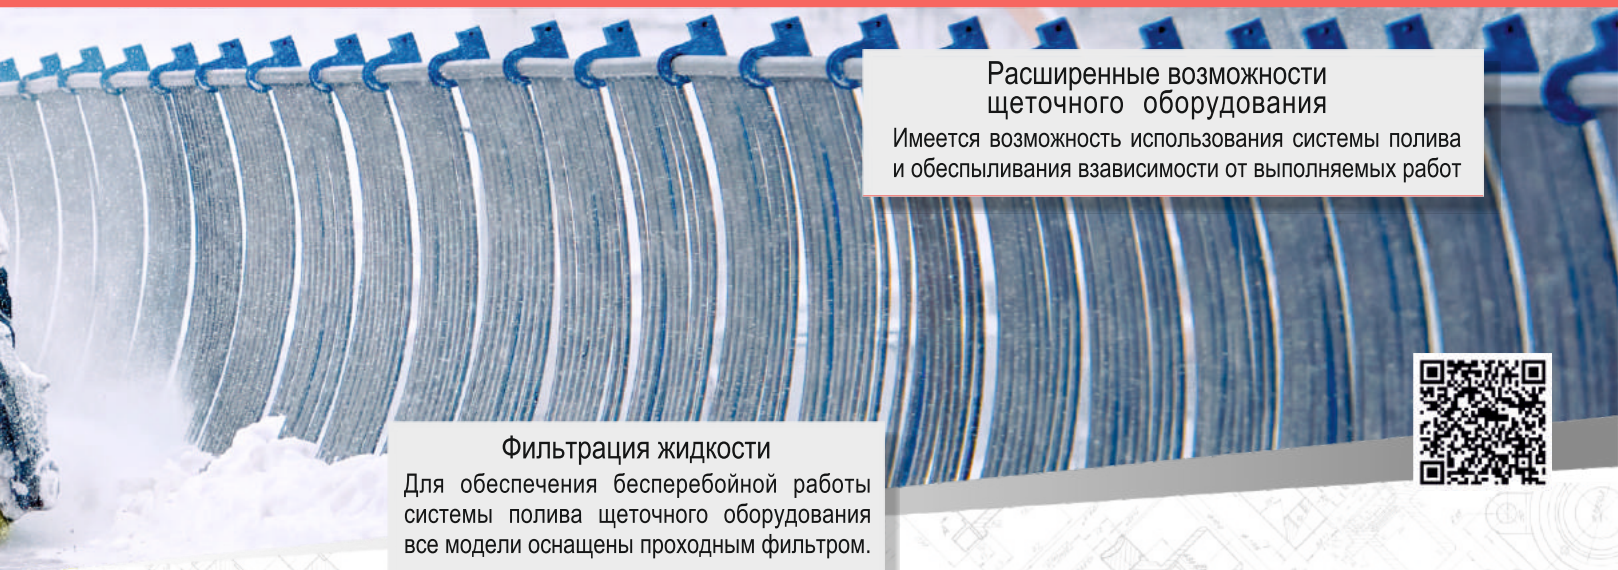 Расширенные возможности
щеточного оборудования
Имеется возможность использования системы полива
и обеспыливания взависимости от выполняемых работ
Фильтрация жидкости
Для обеспечения бесперебойной работы
системы полива щеточного оборудования
все модели оснащены проходным фильтром.